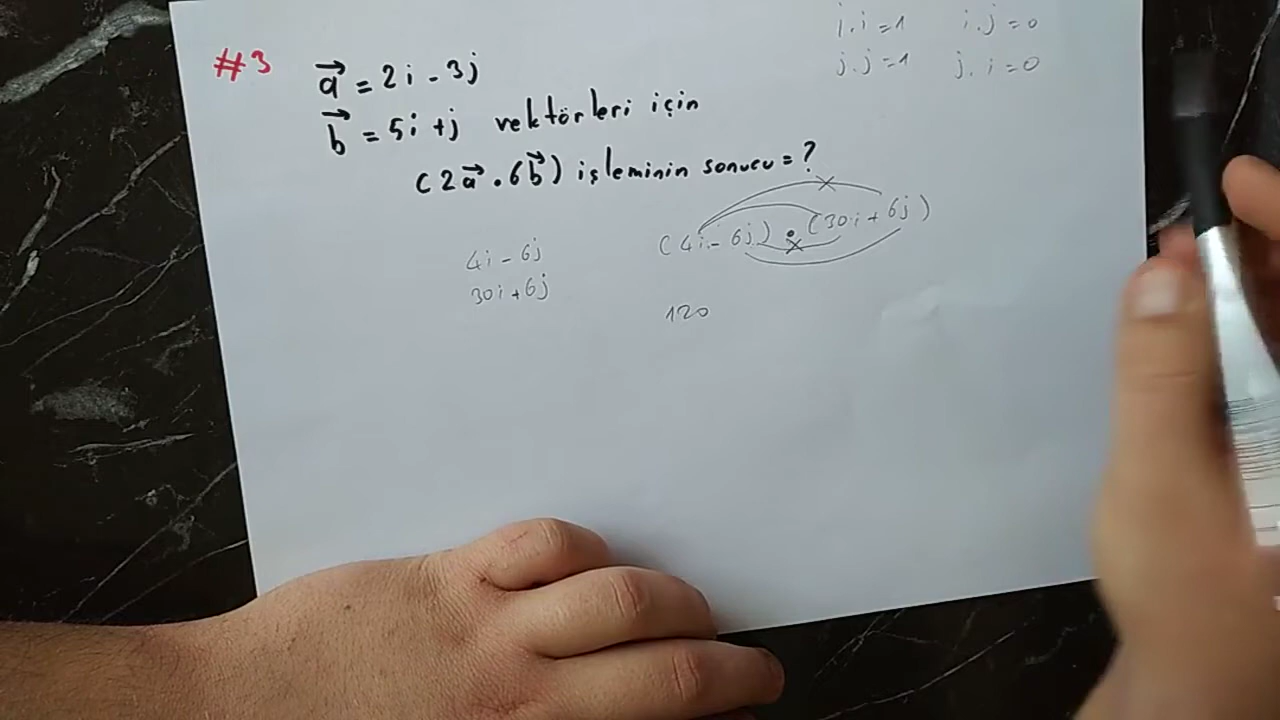 i.i=1 i.j=0
j.j=1 j.i=0
#3 a→ = 2i - 3j
b→ = 5i + j vektörleri için
(2a→ . 6b→) işleminin sonucu = ?
(4i - 6j) . (30i + 6j)
4i - 6j
30i + 6j
120